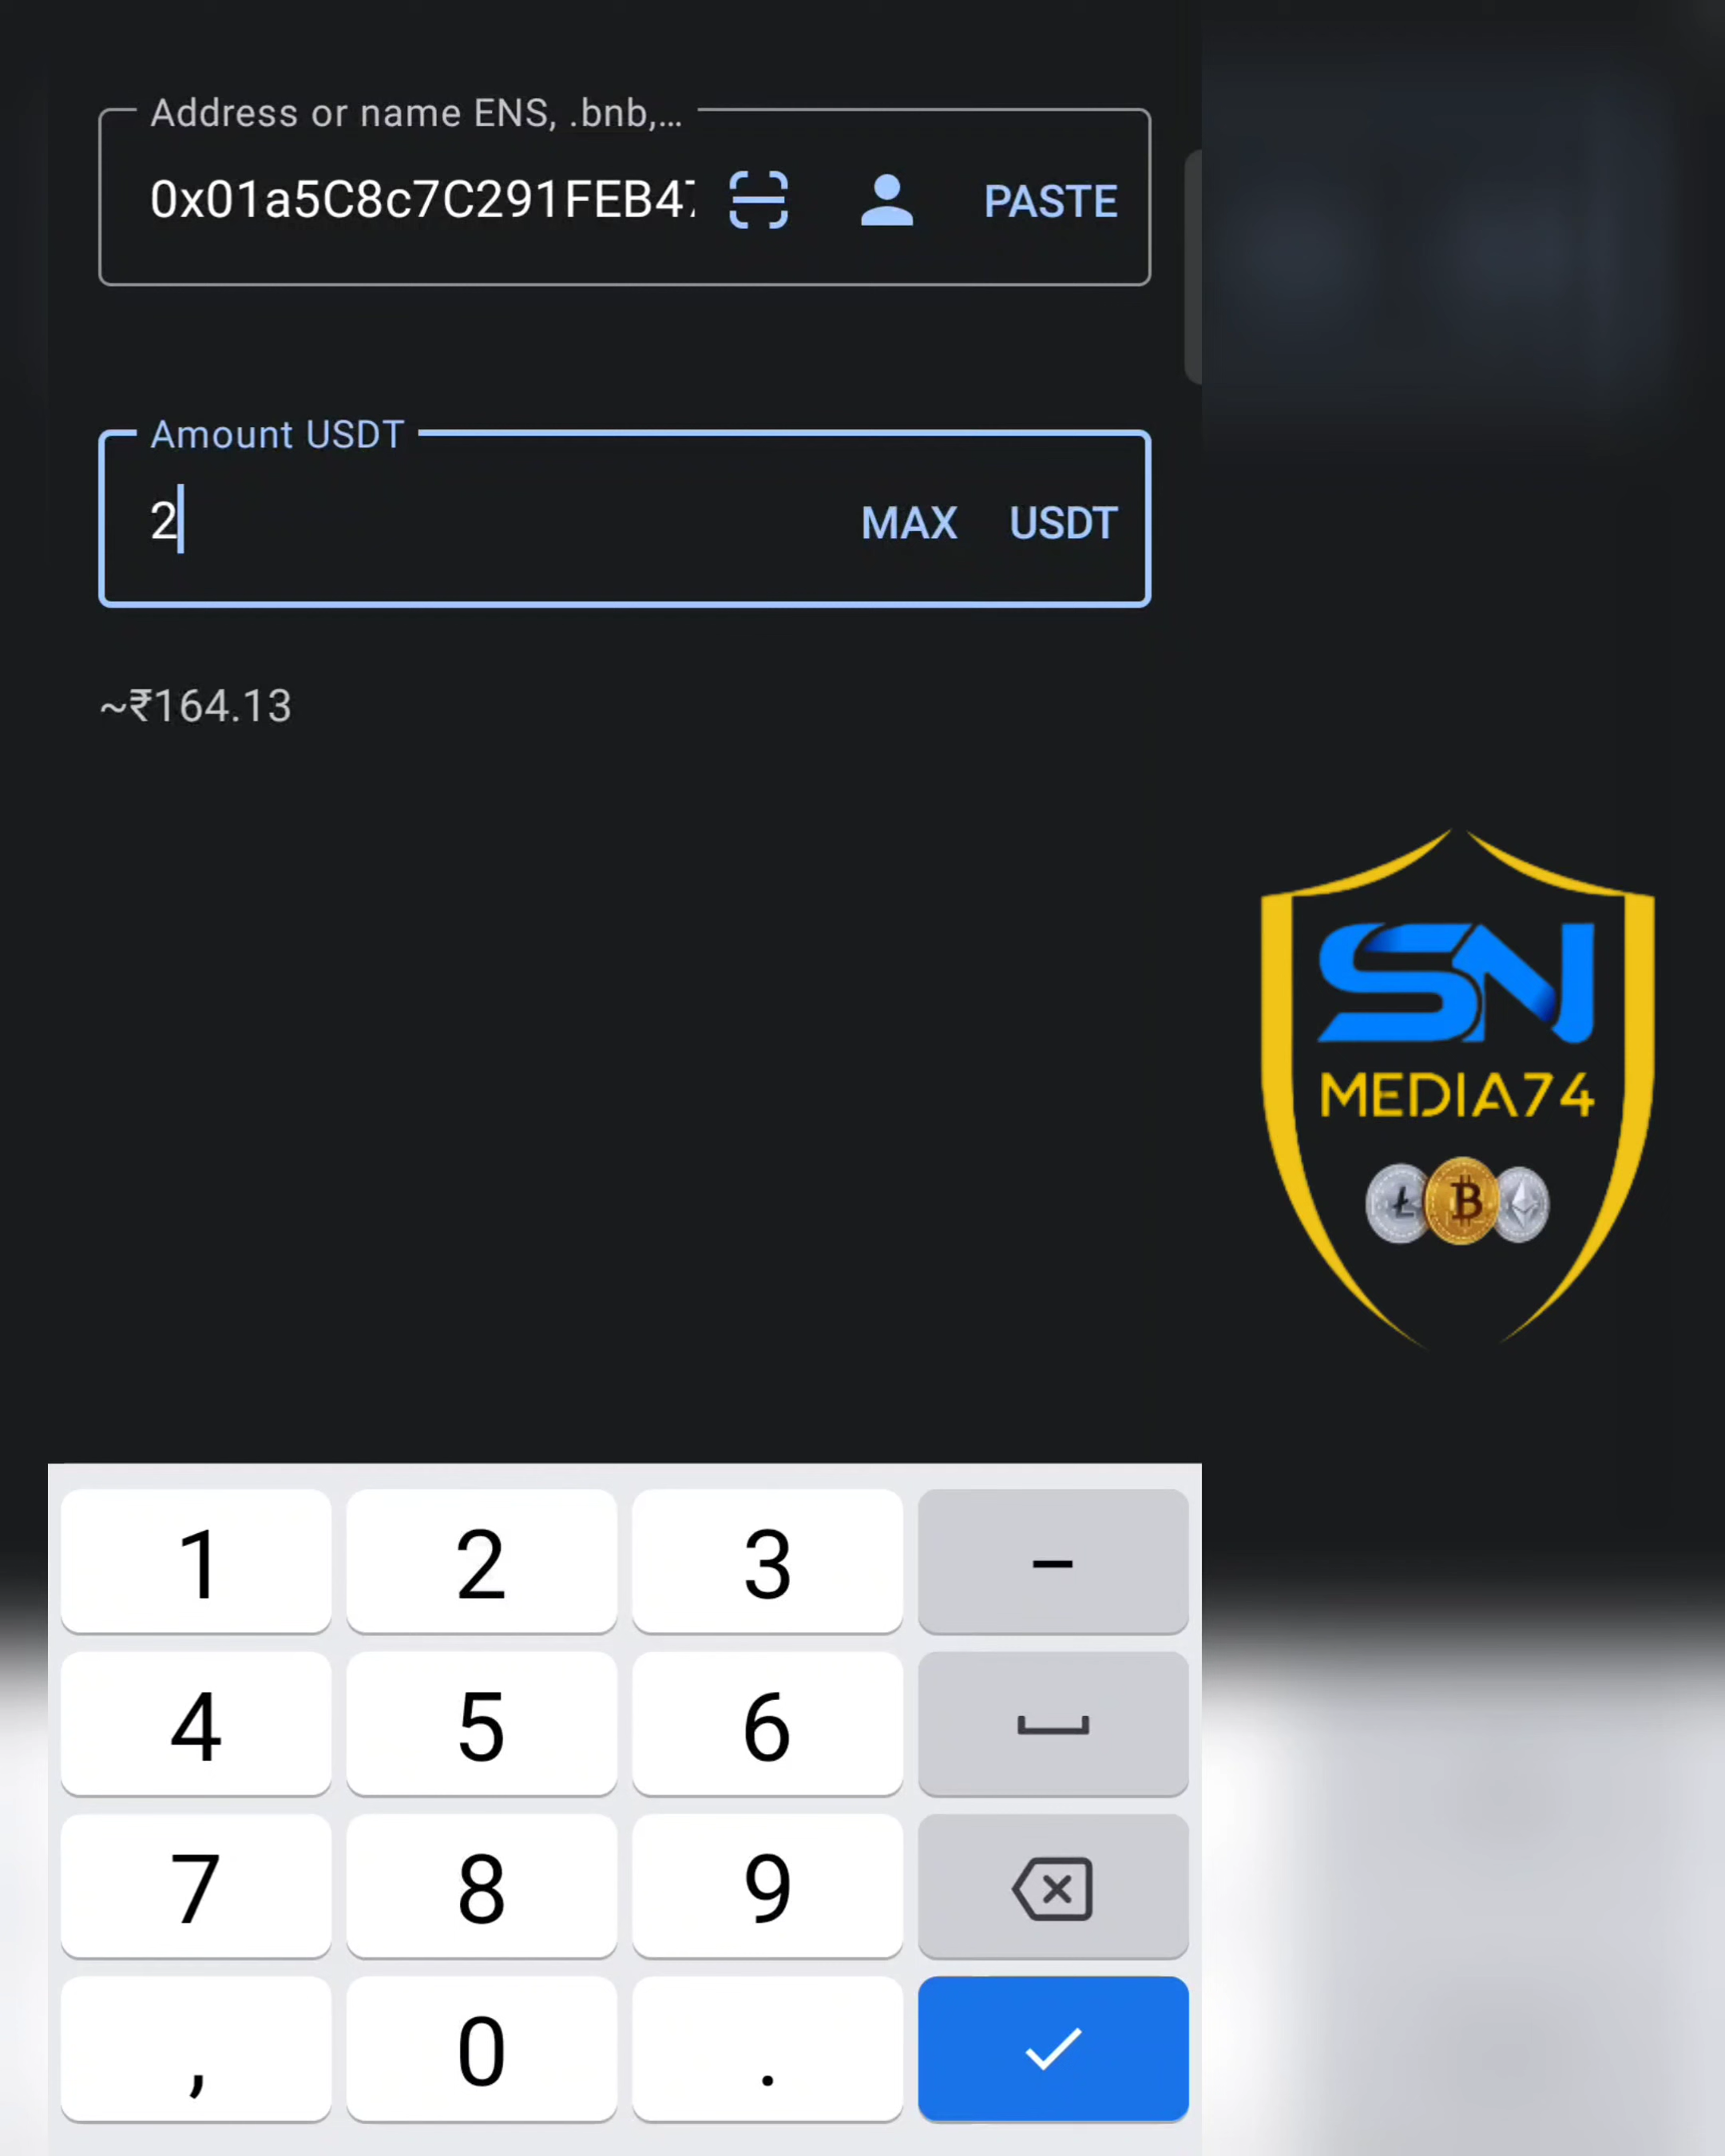 Address or name ENS, .bnb,...
0x01a5C8c7C291FEB47
PASTE
Amount USDT
2
MAX USDT
~₹164.13
SN
MEDIA74
1 2 3 –
4 5 6
7 8 9
, 0 .